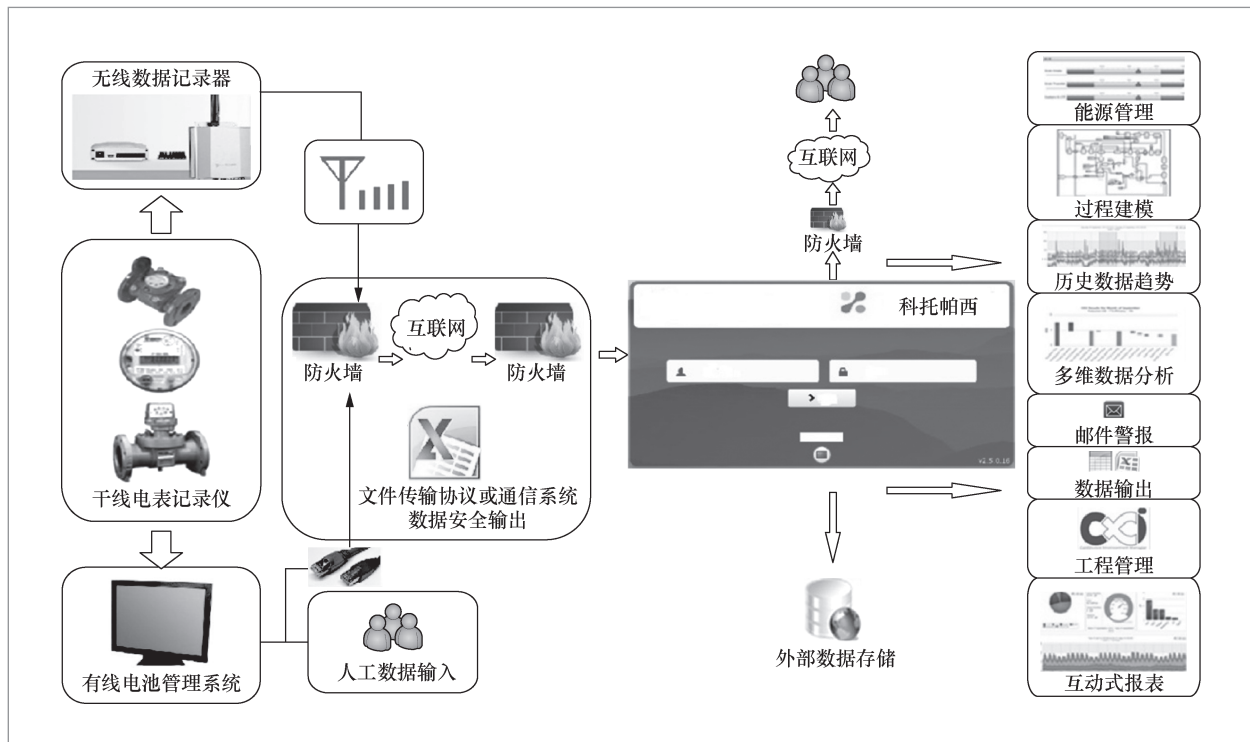 无线数据记录器
干线电表记录仪
有线电池管理系统
防火墙
互联网
防火墙
文件传输协议或通信系统
数据安全输出
人工数据输入
互联网
防火墙
科托帕西
v2.5.0.16
外部数据存储
能源管理
过程建模
历史数据趋势
多维数据分析
邮件警报
数据输出
cxci
工程管理
互动式报表